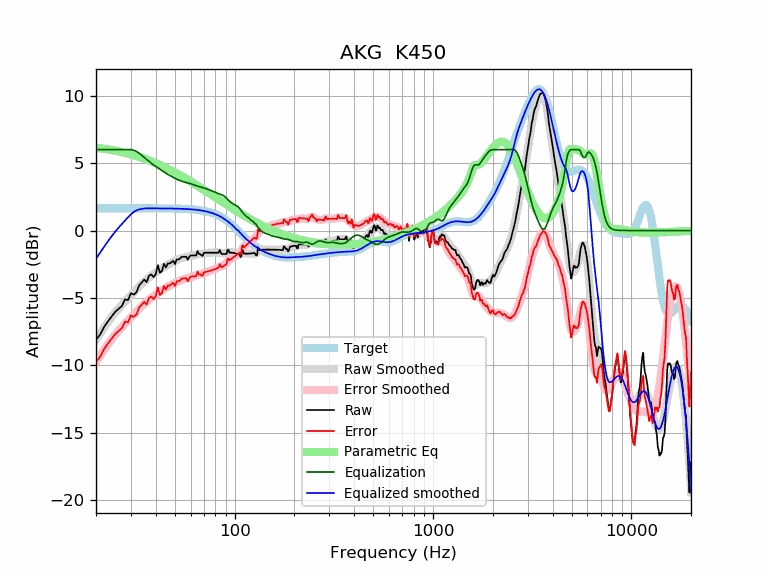 AKG K450
Amplitude (dBr)
10
5
0
−5
−10
−15
−20
Target
Raw Smoothed
Error Smoothed
Raw
Error
Parametric Eq
Equalization
Equalized smoothed
100
1000
10000
Frequency (Hz)